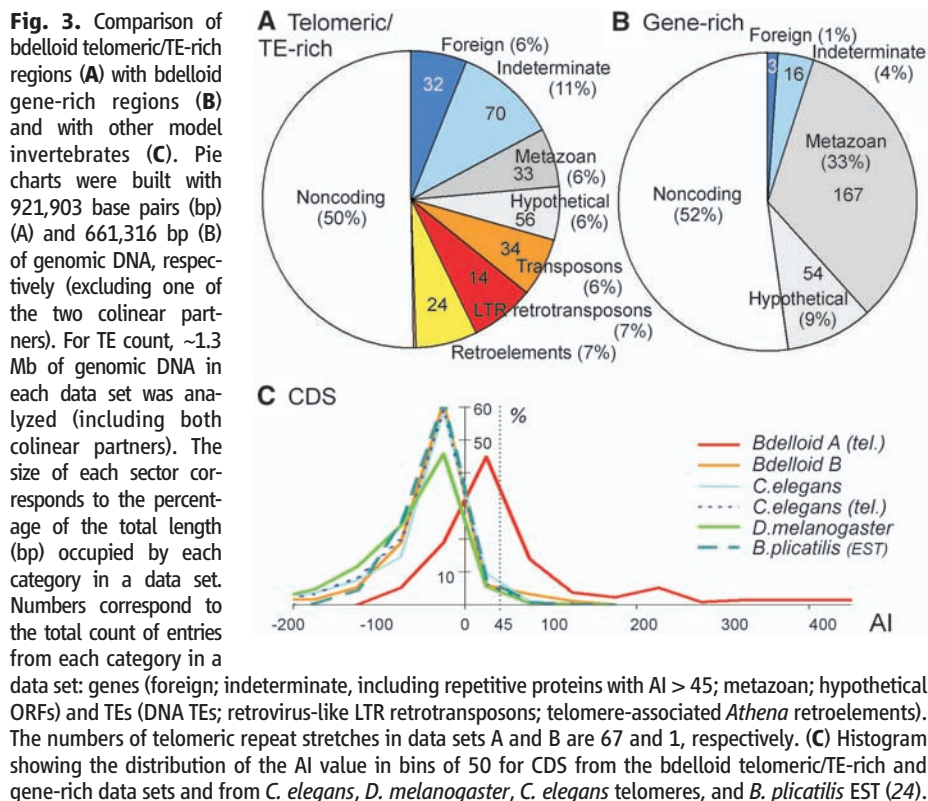 Fig. 3. Comparison of
bdelloid telomeric/TE-rich
regions (A) with bdelloid
gene-rich regions (B)
and with other model
invertebrates (C). Pie
charts were built with
921,903 base pairs (bp)
(A) and 661,316 bp (B)
of genomic DNA, respec-
tively (excluding one of
the two colinear part-
ners). For TE count, ~1.3
Mb of genomic DNA in
each data set was ana-
lyzed (including both
colinear partners). The
size of each sector cor-
responds to the percent-
age of the total length
(bp) occupied by each
category in a data set.
Numbers correspond to
the total count of entries
from each category in a
data set: genes (foreign; indeterminate, including repetitive proteins with AI > 45; metazoan; hypothetical
ORFs) and TEs (DNA TEs; retrovirus-like LTR retrotransposons; telomere-associated Athena retroelements).
The numbers of telomeric repeat stretches in data sets A and B are 67 and 1, respectively. (C) Histogram
showing the distribution of the AI value in bins of 50 for CDS from the bdelloid telomeric/TE-rich and
gene-rich data sets and from C. elegans, D. melanogaster, C. elegans telomeres, and B. plicatilis EST (24).
A Telomeric/
TE-rich
Foreign (6%)
32
Indeterminate
(11%)
70
Metazoan
33 (6%)
Hypothetical
56 (6%)
34
Transposons
(6%)
14
LTR retrotransposons
(7%)
24
Retroelements (7%)
Noncoding
(50%)
B Gene-rich
Foreign (1%)
3
Indeterminate
16 (4%)
Metazoan
(33%)
167
54
Hypothetical
(9%)
Noncoding
(52%)
C CDS
60
%
50
10
-200 -100 0 45 100 200 300 400 AI
Bdelloid A (tel.)
Bdelloid B
C.elegans
C.elegans (tel.)
D.melanogaster
B.plicatilis (EST)